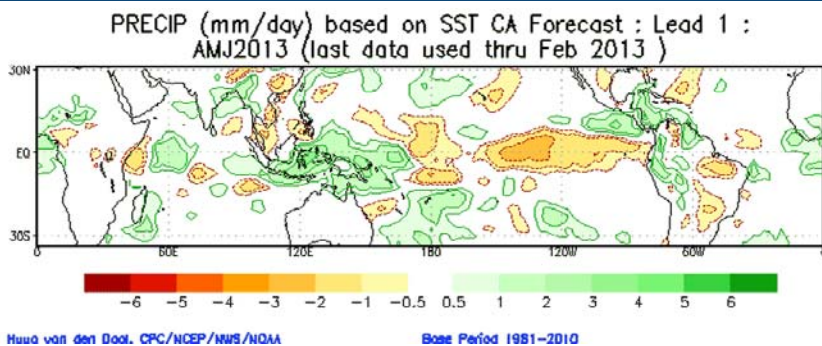 PRECIP (mm/day) based on SST CA Forecast : Lead 1 :
AMJ2013 (last data used thru Feb 2013 )
30N
EQ
30S
0 60E 120E 180 120W 60W 0
-6 -5 -4 -3 -2 -1 -0.5 0.5 1 2 3 4 5 6
Huug van den Dool, CPC/NCEP/NWS/NOAA Base Period 1981-2010